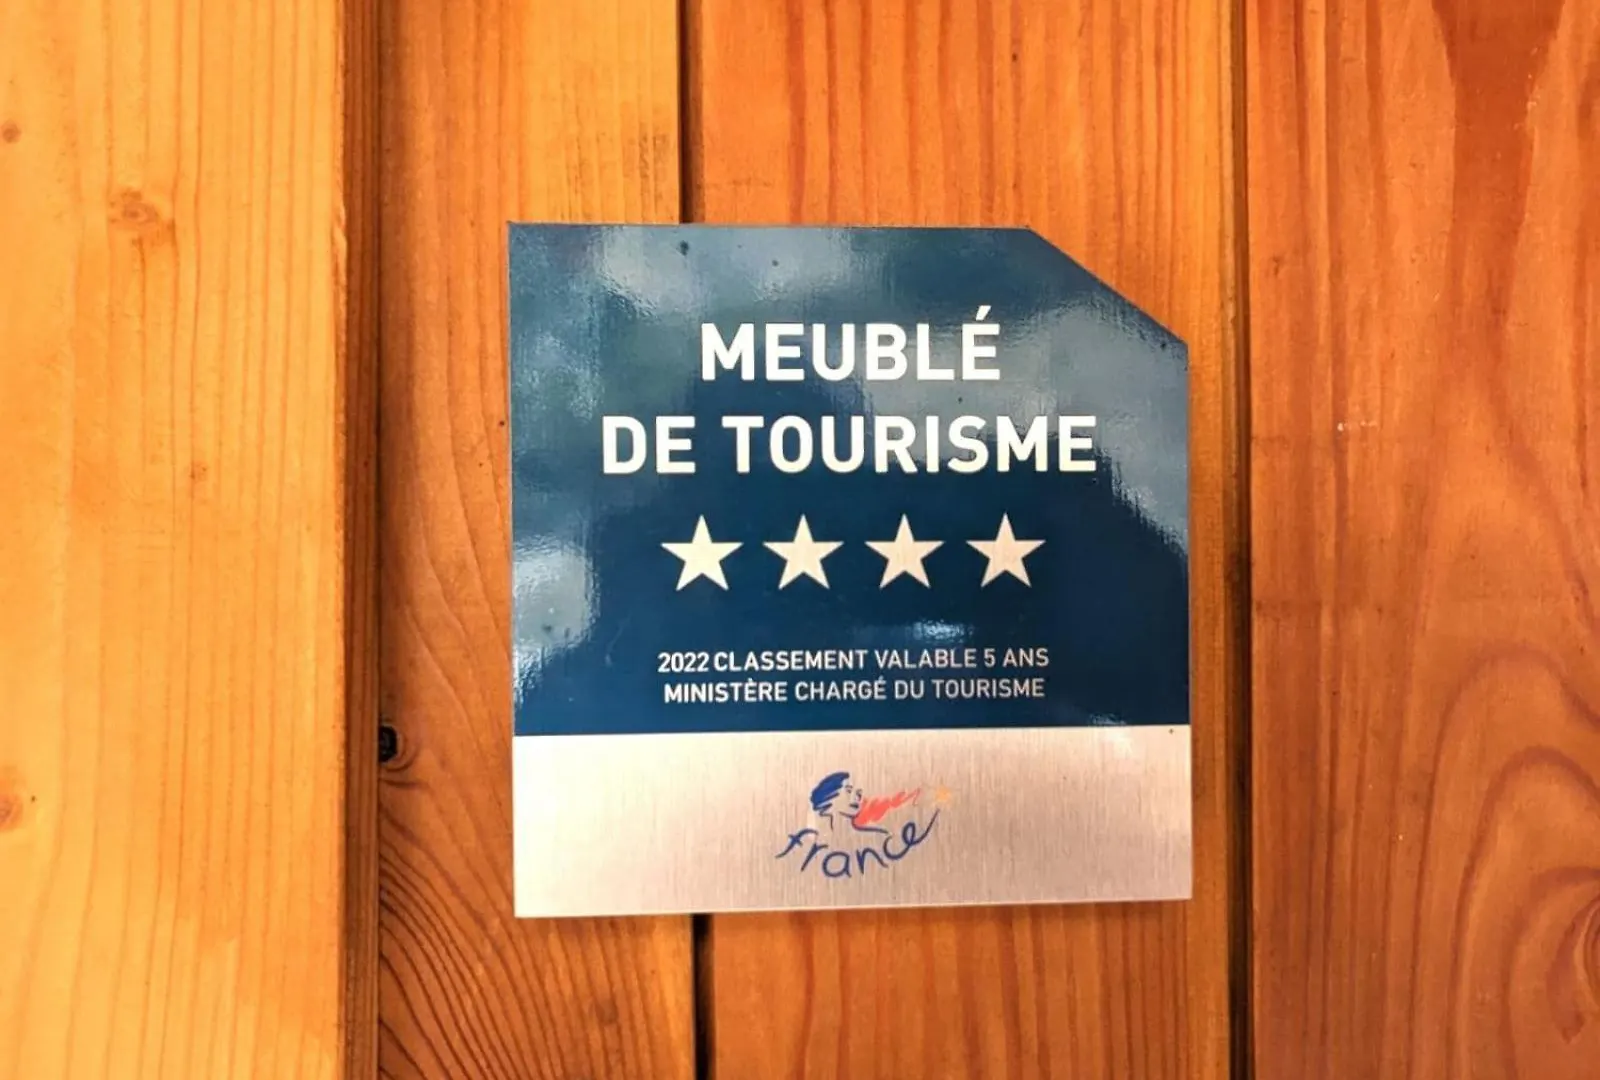 MEUBLÉ
DE TOURISME
2022 CLASSEMENT VALABLE 5 ANS
MINISTÈRE CHARGÉ DU TOURISME
france